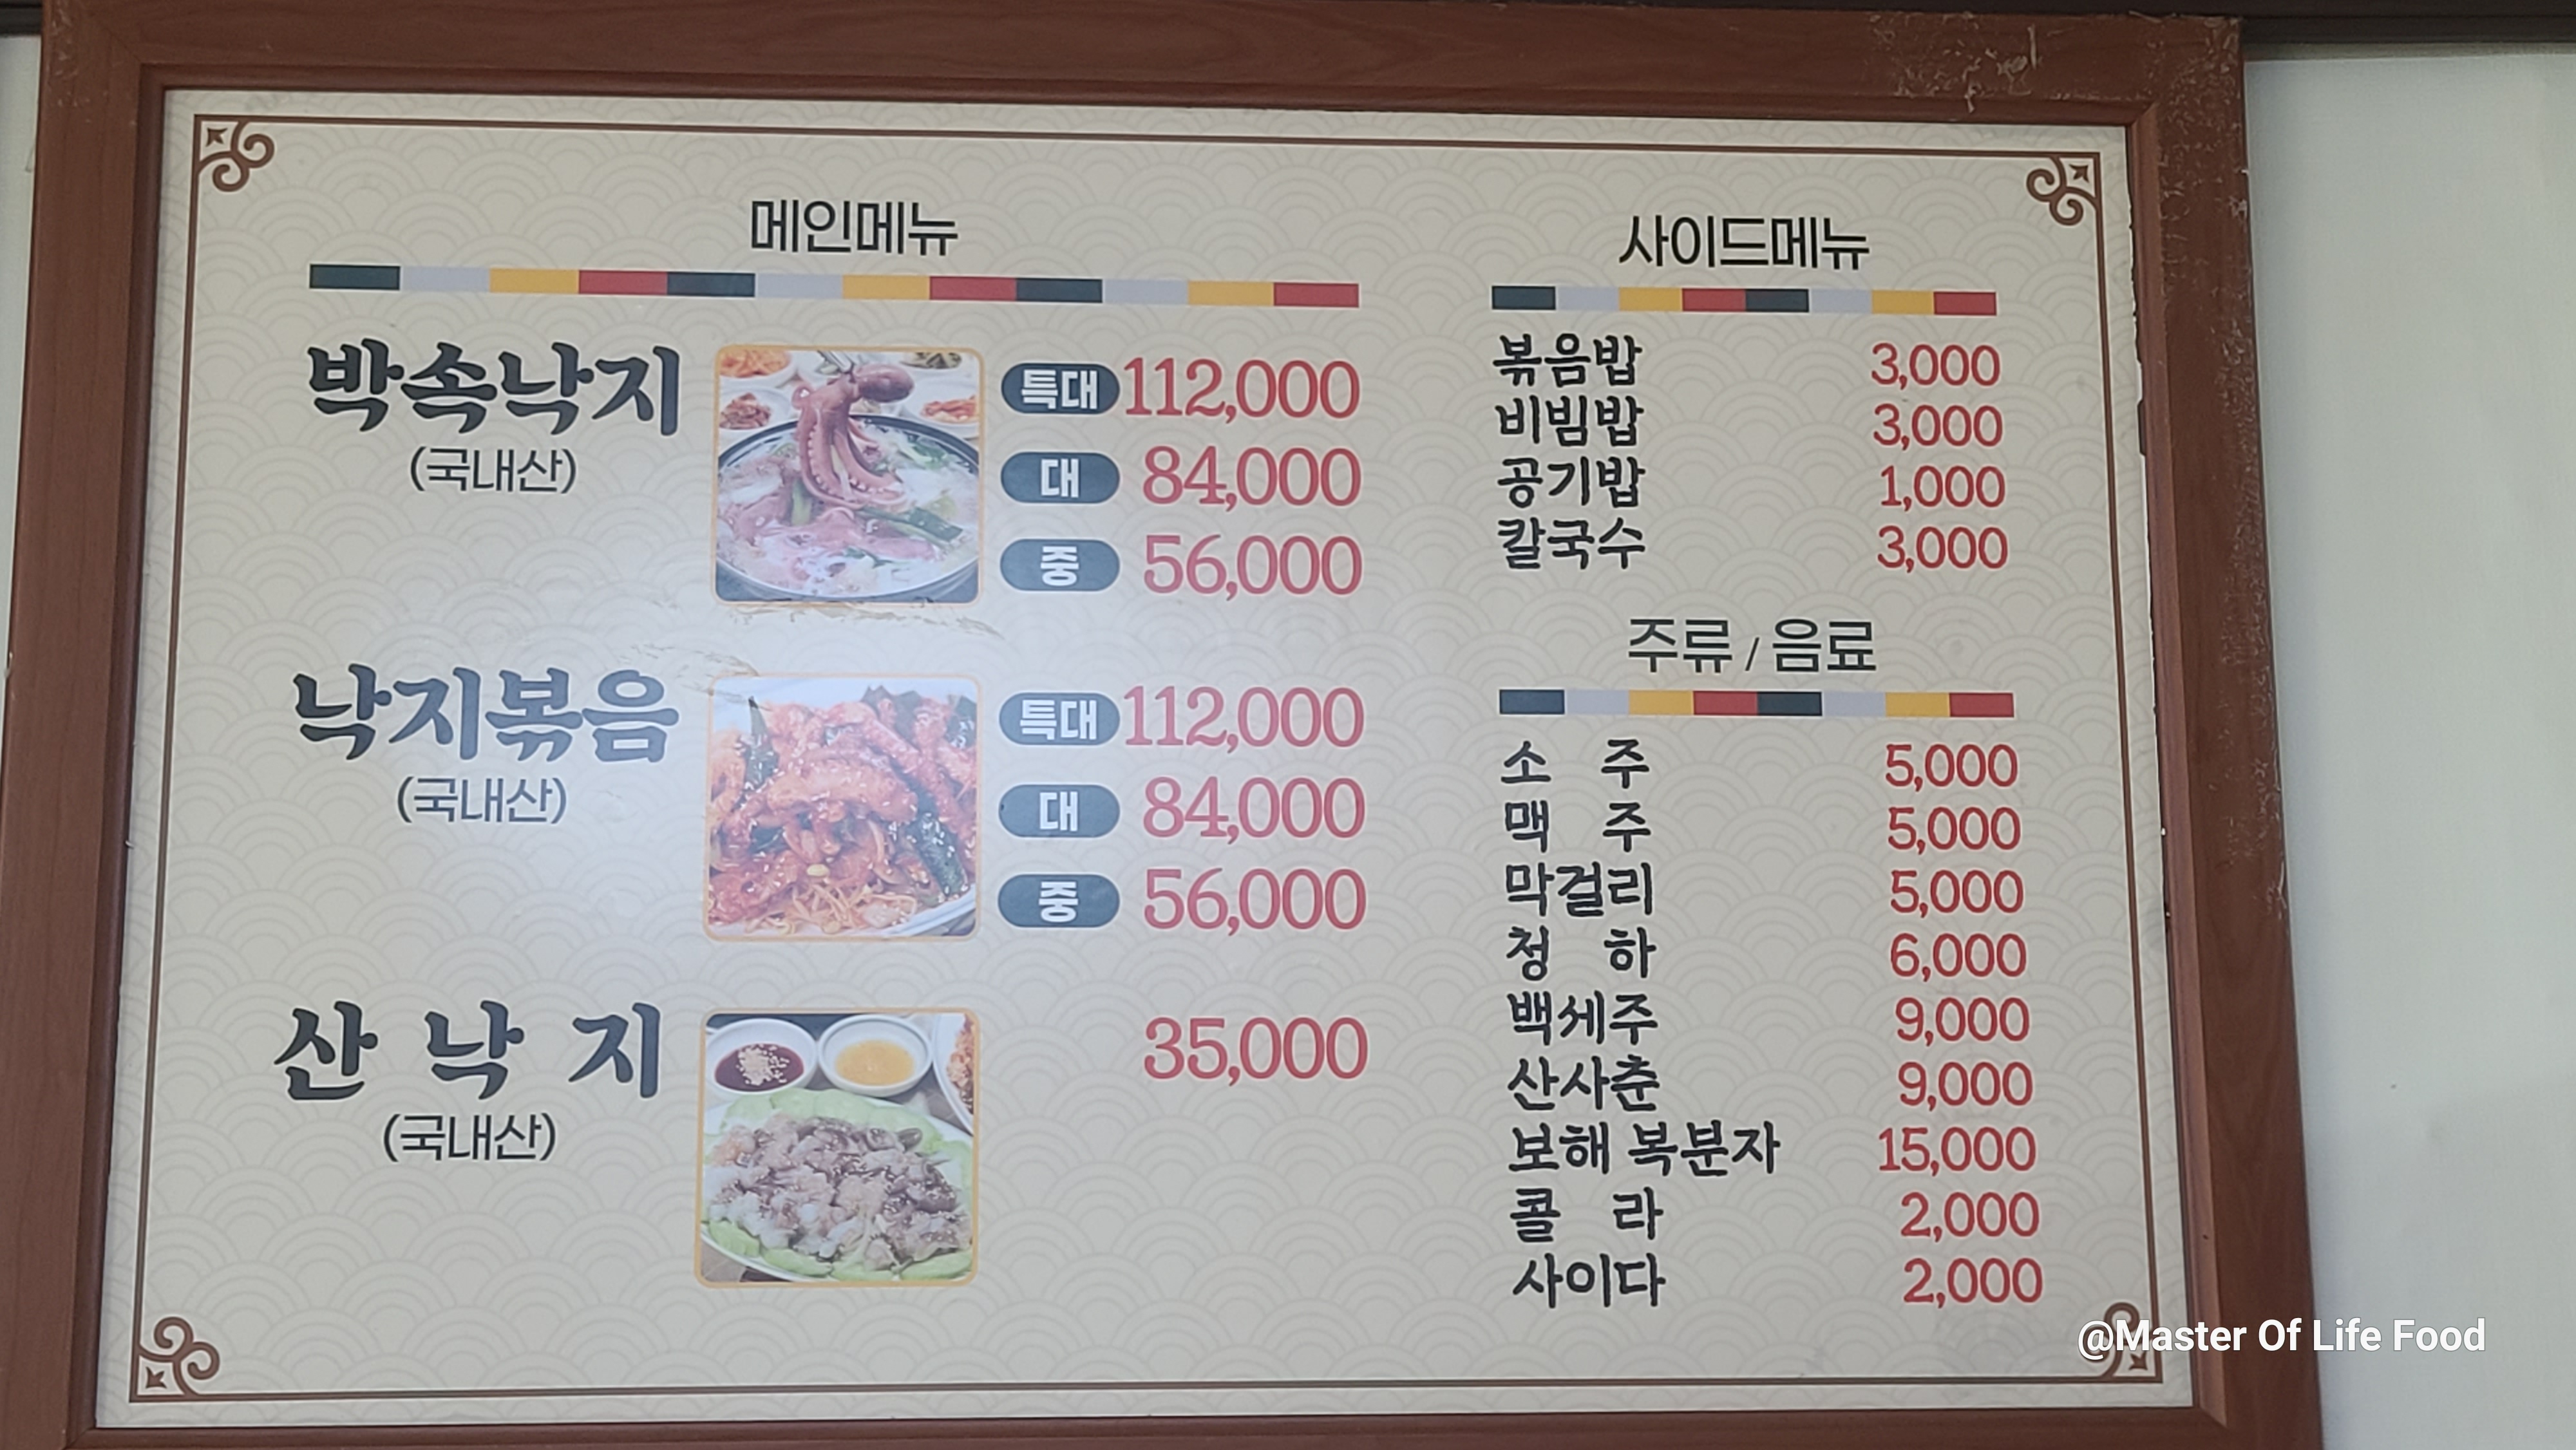 메인메뉴
박속낙지
(국내산)
특대 112,000
대 84,000
중 56,000
낙지볶음
(국내산)
특대 112,000
대 84,000
중 56,000
산 낙 지
(국내산)
35,000
사이드메뉴
볶음밥 3,000
비빔밥 3,000
공기밥 1,000
칼국수 3,000
주류 / 음료
소 주 5,000
맥 주 5,000
막걸리 5,000
청 하 6,000
백세주 9,000
산사춘 9,000
보해 복분자 15,000
콜 라 2,000
사이다 2,000
@Master Of Life Food